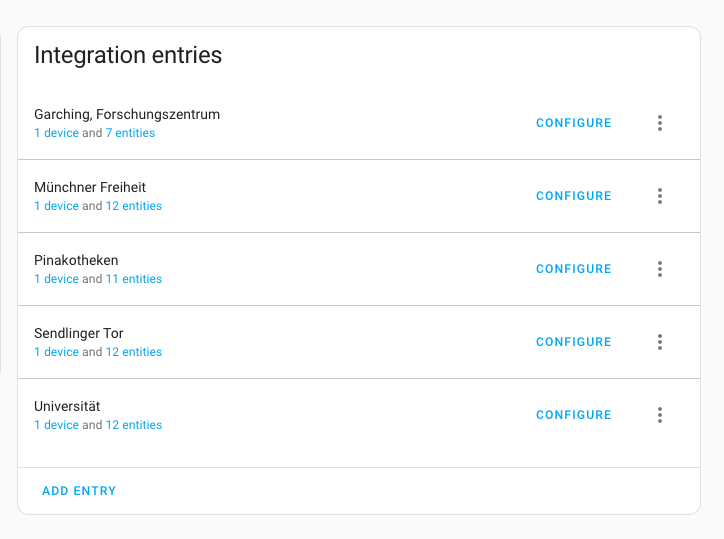 Integration entries
Garching, Forschungszentrum
1 device and 7 entities
CONFIGURE
Münchner Freiheit
1 device and 12 entities
CONFIGURE
Pinakotheken
1 device and 11 entities
CONFIGURE
Sendlinger Tor
1 device and 12 entities
CONFIGURE
Universität
1 device and 12 entities
CONFIGURE
ADD ENTRY